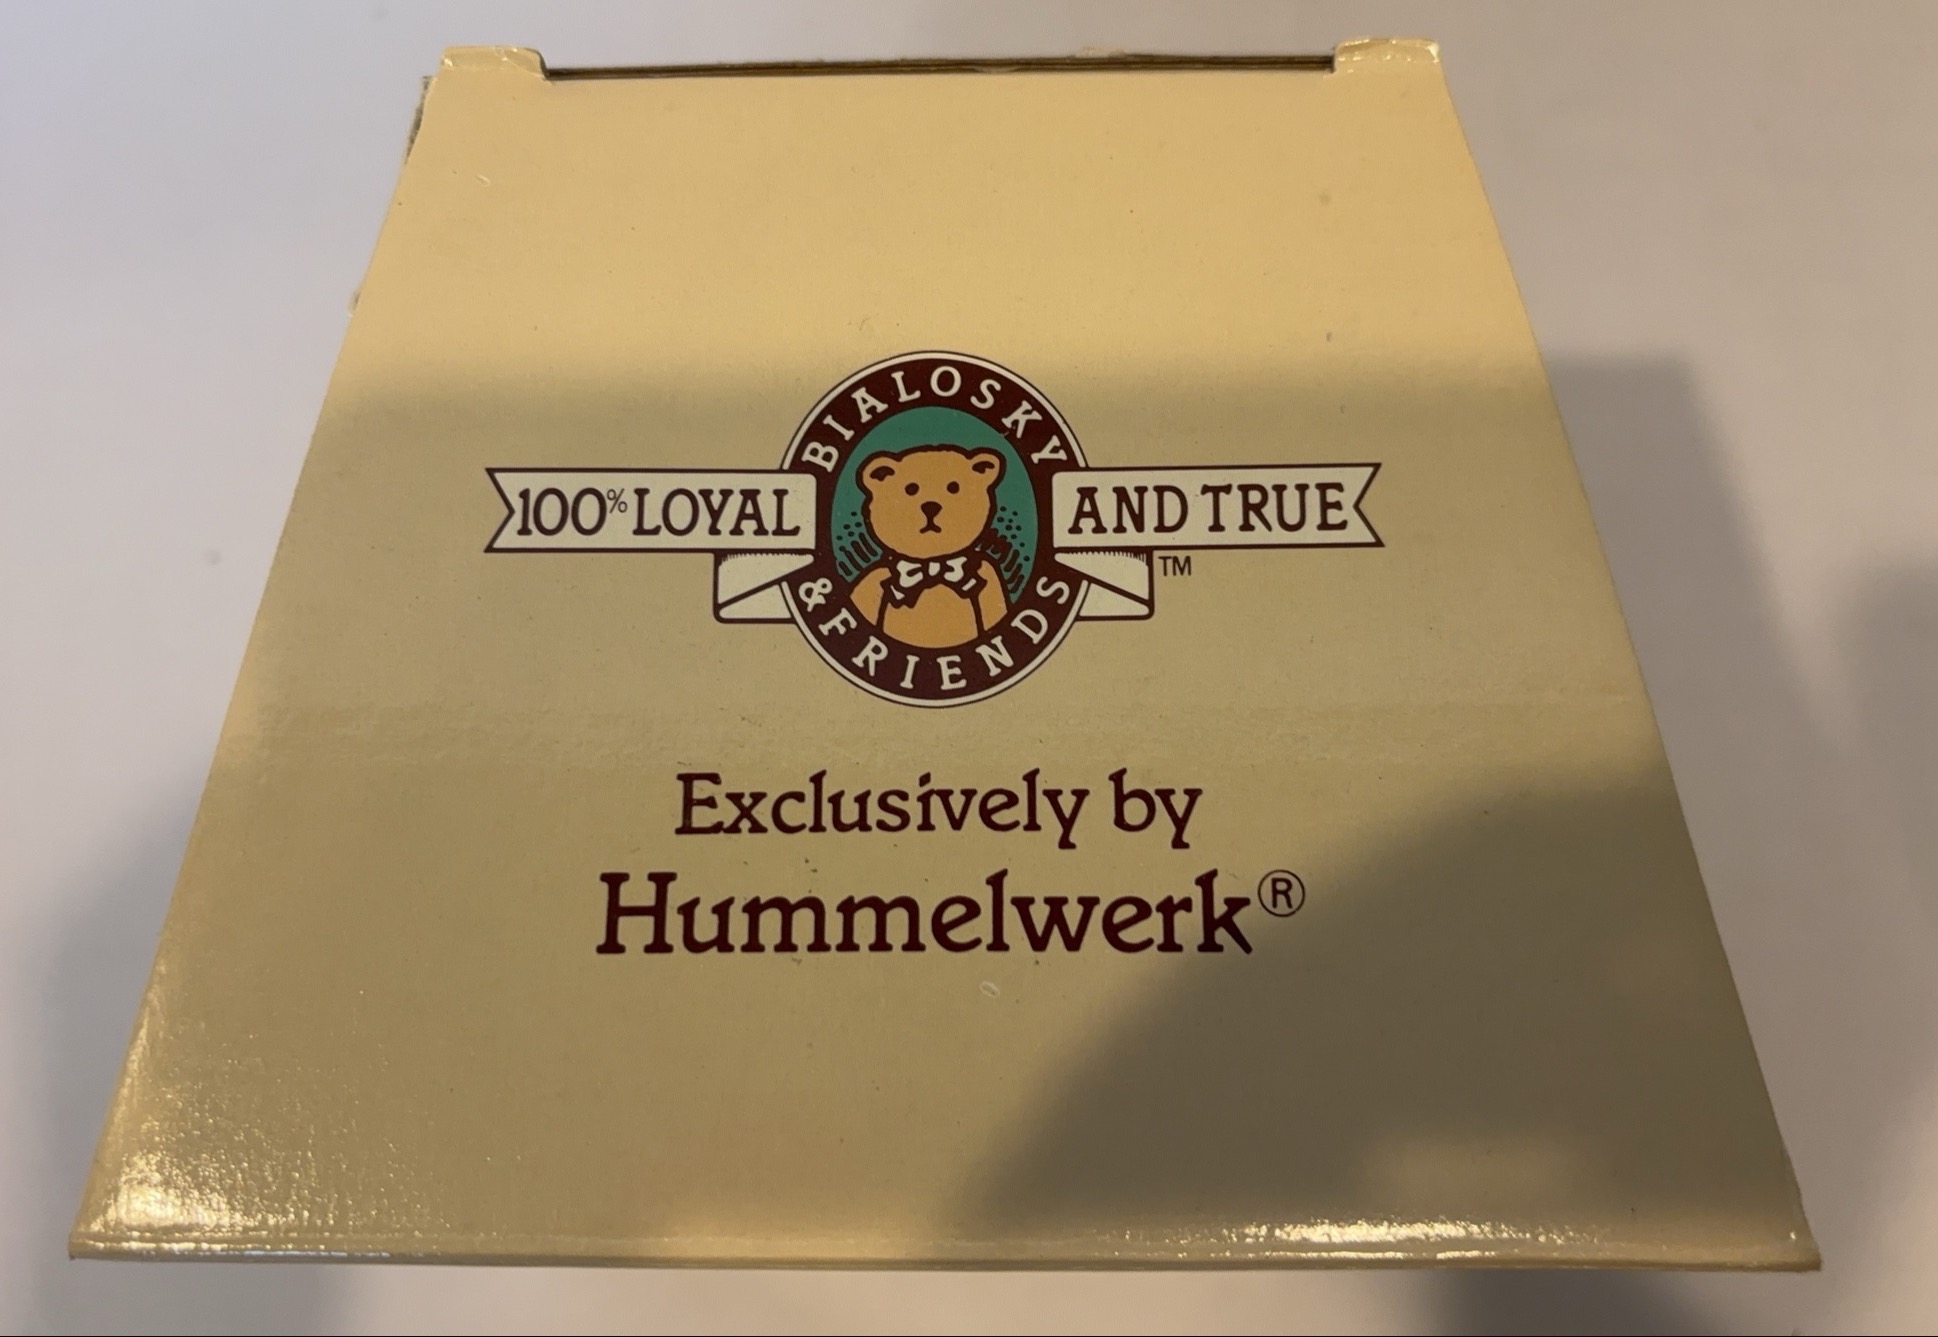 BIALOSKY
100% LOYAL AND TRUE
TM
& FRIENDS
Exclusively by
Hummelwerk®